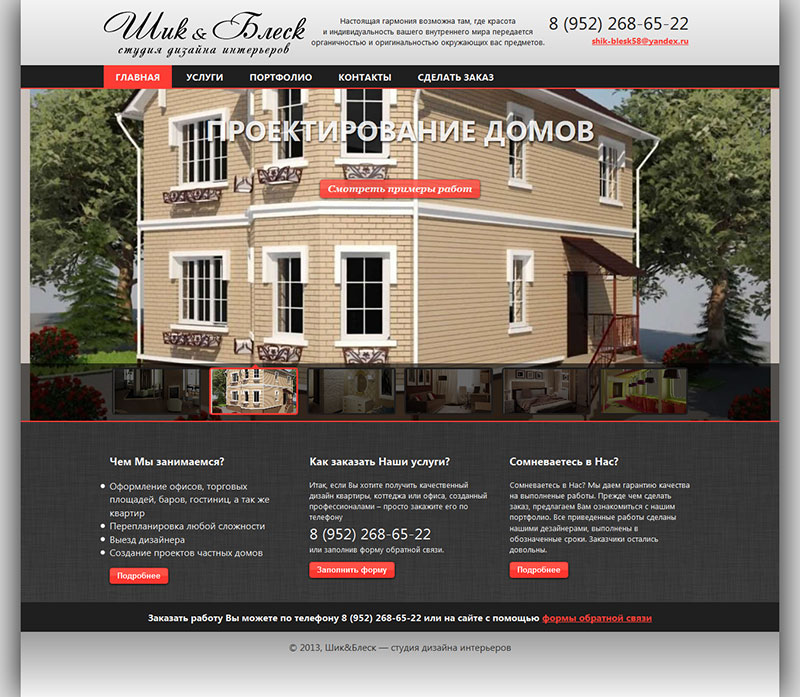 Шик & Блеск
студия дизайна интерьеров
Настоящая гармония возможна там, где красота
и индивидуальность вашего внутреннего мира передается
органичностью и оригинальностью окружающих вас предметов.
8 (952) 268-65-22
shik-blesk58@yandex.ru
ГЛАВНАЯ УСЛУГИ ПОРТФОЛИО КОНТАКТЫ СДЕЛАТЬ ЗАКАЗ
ПРОЕКТИРОВАНИЕ ДОМОВ
Смотреть примеры работ
Чем Мы занимаемся?
Оформление офисов, торговых
площадей, баров, гостиниц, а так же
квартир
Перепланировка любой сложности
Выезд дизайнера
Создание проектов частных домов
Подробнее
Как заказать Наши услуги?
Итак, если Вы хотите получить качественный
дизайн квартиры, коттеджа или офиса, созданный
профессионалами – просто закажите его по
телефону
8 (952) 268-65-22
или заполнив форму обратной связи.
Заполнить форму
Сомневаетесь в Нас?
Сомневаетесь в Нас? Мы даем гарантию качества
на выполненые работы. Прежде чем сделать
заказ, предлагаем Вам ознакомиться с нашим
портфолио. Все приведенные работы сделаны
нашими дизайнерами, выполнены в
обозначенные сроки. Заказчики остались
довольны.
Подробнее
Заказать работу Вы можете по телефону 8 (952) 268-65-22 или на сайте с помощью формы обратной связи
© 2013, Шик&Блеск — студия дизайна интерьеров